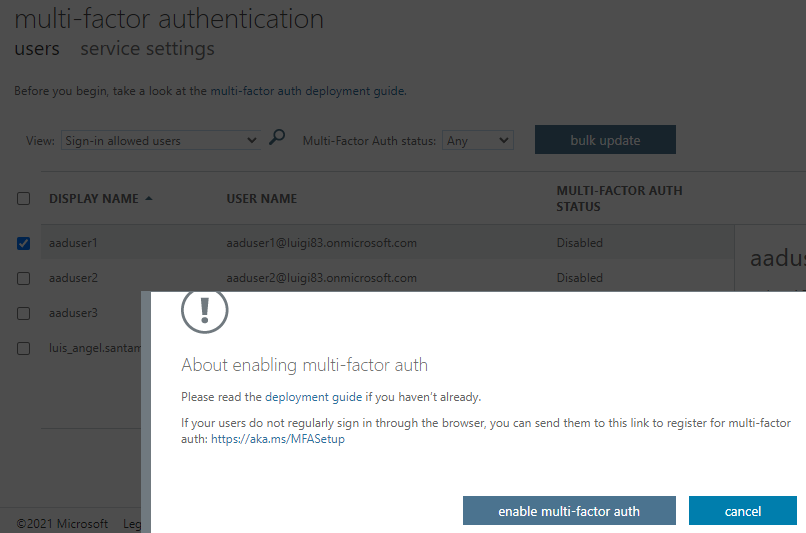 multi-factor authentication
users service settings
Before you begin, take a look at the multi-factor auth deployment guide.
View: Sign-in allowed users Multi-Factor Auth status: Any bulk update
DISPLAY NAME USER NAME MULTI-FACTOR AUTH
STATUS
aaduser1 aaduser1@luigi83.onmicrosoft.com Disabled
aadus
aaduser2 aaduser2@luigi83.onmicrosoft.com Disabled
aaduser3
luis_angel.santam
!
About enabling multi-factor auth
Please read the deployment guide if you haven't already.
If your users do not regularly sign in through the browser, you can send them to this link to register for multi-factor
auth: https://aka.ms/MFASetup
enable multi-factor auth cancel
©2021 Microsoft Leg